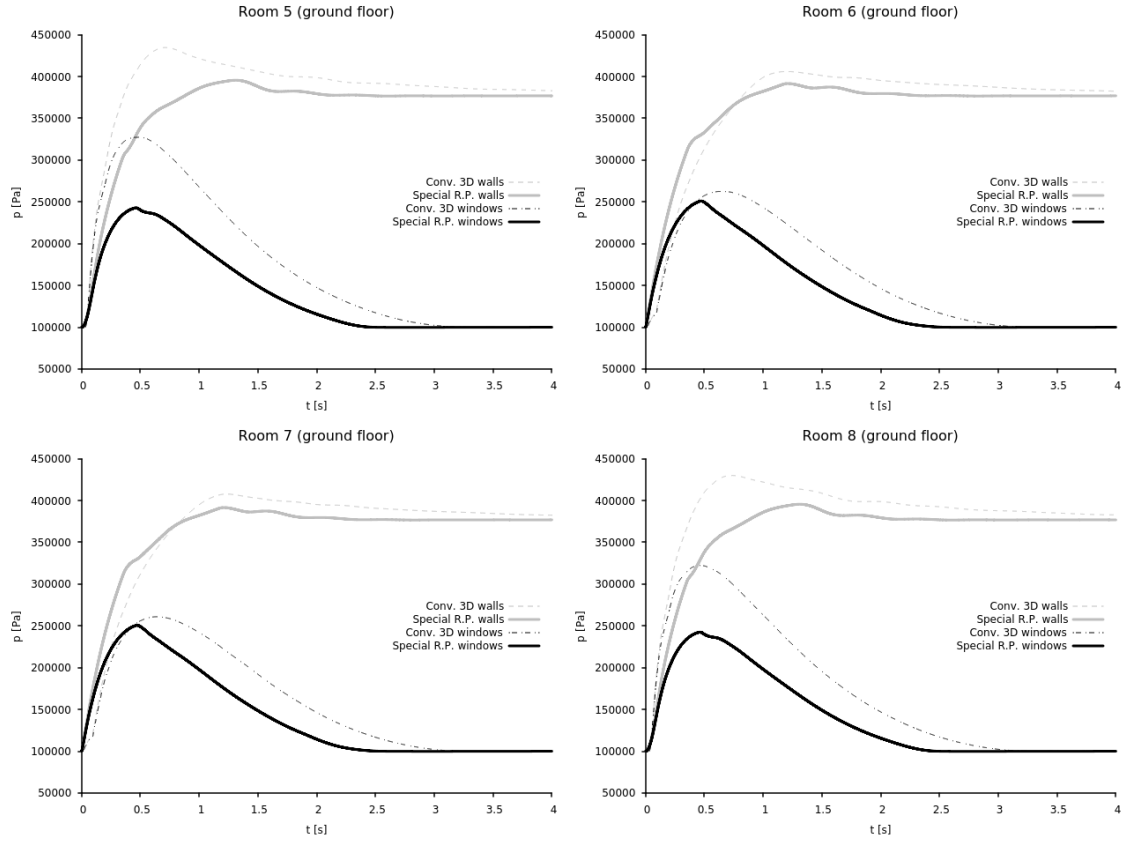 Room 5 (ground floor)
450000
400000
350000
300000
250000
200000
150000
100000
50000
p [Pa]
Conv. 3D walls
Special R.P. walls
Conv. 3D windows
Special R.P. windows
0 0.5 1 1.5 2 2.5 3 3.5 4
t [s]
Room 6 (ground floor)
450000
400000
350000
300000
250000
200000
150000
100000
50000
p [Pa]
Conv. 3D walls
Special R.P. walls
Conv. 3D windows
Special R.P. windows
0 0.5 1 1.5 2 2.5 3 3.5 4
t [s]
Room 7 (ground floor)
450000
400000
350000
300000
250000
200000
150000
100000
50000
p [Pa]
Conv. 3D walls
Special R.P. walls
Conv. 3D windows
Special R.P. windows
0 0.5 1 1.5 2 2.5 3 3.5 4
t [s]
Room 8 (ground floor)
450000
400000
350000
300000
250000
200000
150000
100000
50000
p [Pa]
Conv. 3D walls
Special R.P. walls
Conv. 3D windows
Special R.P. windows
0 0.5 1 1.5 2 2.5 3 3.5 4
t [s]